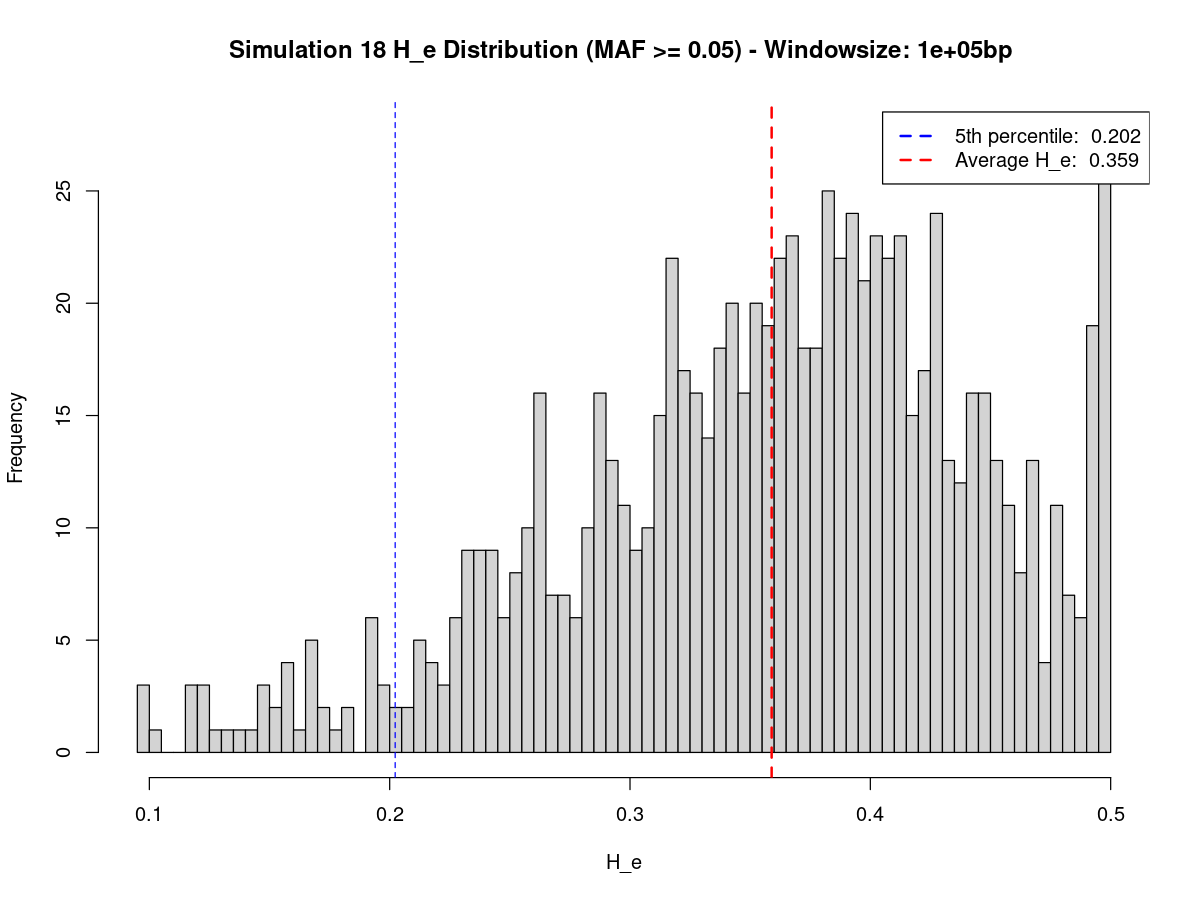 Simulation 18 H_e Distribution (MAF >= 0.05) - Windowsize: 1e+05bp
5th percentile: 0.202
Average H_e: 0.359
25
20
15
10
5
0
Frequency
0.1 0.2 0.3 0.4 0.5
H_e